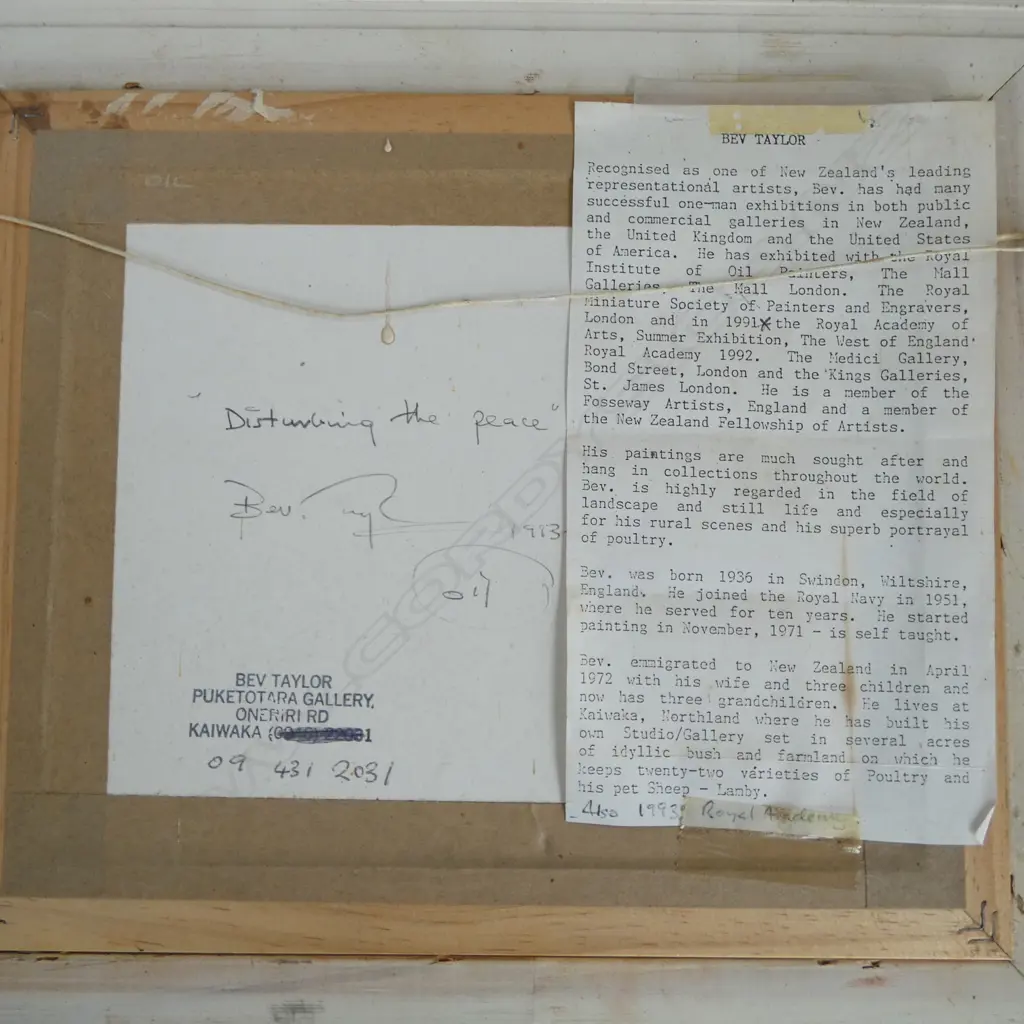 OIL
"Disturbing the peace"
Bev. Taylor
1993
(oil)
BEV TAYLOR
PUKETOTARA GALLERY,
ONERIRI RD
KAIWAKA
09 431 2031
CORDY
BEV TAYLOR
Recognised as one of New Zealand's leading
representational artists, Bev. has had many
successful one-man exhibitions in both public
and commercial galleries in New Zealand,
the United Kingdom and the United States
of America. He has exhibited with the Royal
Institute of Oil Painters, The Mall
Galleries, The Mall London. The Royal
Miniature Society of Painters and Engravers,
London and in 1991 the Royal Academy of
Arts, Summer Exhibition, The West of England
Royal Academy 1992. The Medici Gallery,
Bond Street, London and the Kings Galleries,
St. James London. He is a member of the
Fosseway Artists, England and a member of
the New Zealand Fellowship of Artists.
His paintings are much sought after and
hang in collections throughout the world.
Bev. is highly regarded in the field of
landscape and still life and especially
for his rural scenes and his superb portrayal
of poultry.
Bev. was born 1936 in Swindon, Wiltshire,
England. He joined the Royal Navy in 1951,
where he served for ten years. He started
painting in November, 1971 - is self taught.
Bev. emmigrated to New Zealand in April
1972 with his wife and three children and
now has three grandchildren. He lives at
Kaiwaka, Northland where he has built his
own Studio/Gallery set in several acres
of idyllic bush and farmland on which he
keeps twenty-two varieties of Poultry and
his pet Sheep - Lamby.
Also 1993 Royal Academy